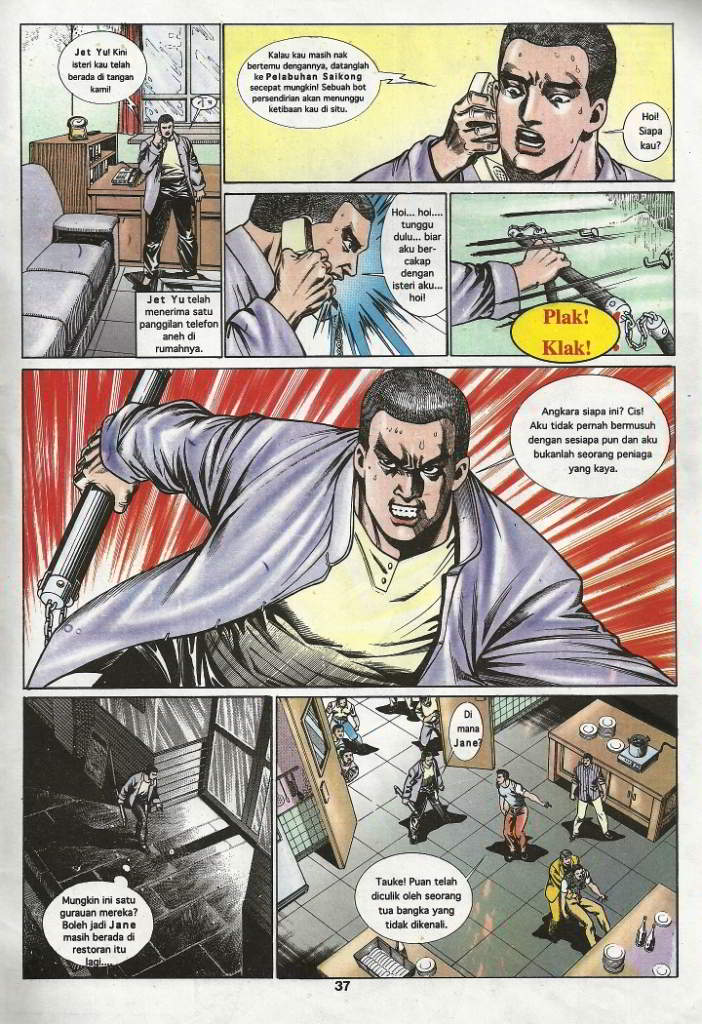 Jet Yu! Kini
isteri kau telah
berada di tangan
kami!
Jet Yu telah
menerima satu
panggilan telefon
aneh di
rumahnya.
Kalau kau masih nak
bertemu dengannya, datanglah
ke Pelabuhan Saikong
secepat mungkin! Sebuah bot
persendirian akan menunggu
ketibaan kau di situ.
Hoi!
Siapa
kau?
Hoi... hoi....
tunggu
dulu... biar
aku ber-
cakap
dengan
isteri aku...
hoi!
Plak!
Klak!
Angkara siapa ini? Cis!
Aku tidak pernah bermusuh
dengan sesiapa pun dan aku
bukanlah seorang peniaga
yang kaya.
Mungkin ini satu
gurauan mereka?
Boleh jadi Jane
masih berada di
restoran itu
lagi....
Di
mana
Jane?
Tauke! Puan telah
diculik oleh seorang
tua bangka yang
tidak dikenali.
37